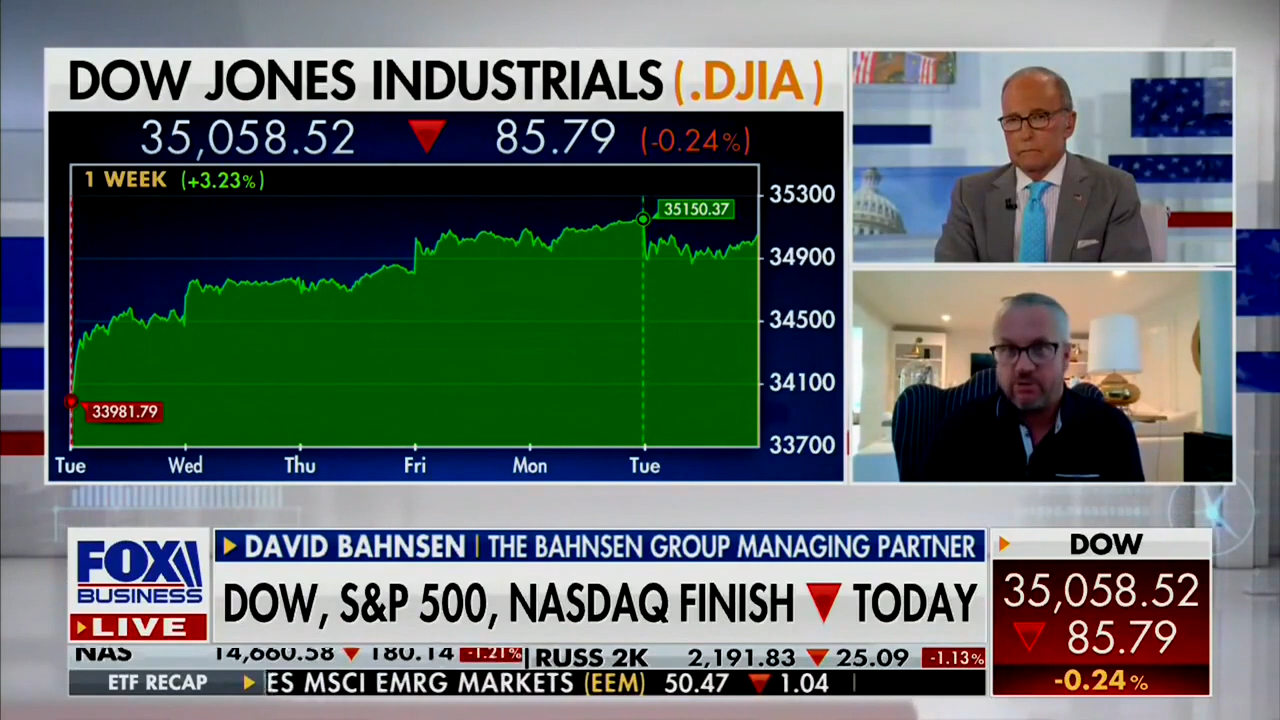 DOW JONES INDUSTRIALS (.DJIA)
35,058.52 ▼ 85.79 (-0.24%)
1 WEEK (+3.23%)
35150.37
33981.79
35300
34900
34500
34100
33700
Tue Wed Thu Fri Mon Tue
FOX
BUSINESS
LIVE
DAVID BAHNSEN | THE BAHNSEN GROUP MANAGING PARTNER
DOW, S&P 500, NASDAQ FINISH ▼ TODAY
NAS 14,660.58 ▼ 180.14 -1.21% RUSS 2K 2,191.83 ▼ 25.09 -1.13%
ETF RECAP ES MSCI EMRG MARKETS (EEM) 50.47 ▼ 1.04
DOW
35,058.52
▼ 85.79
-0.24%